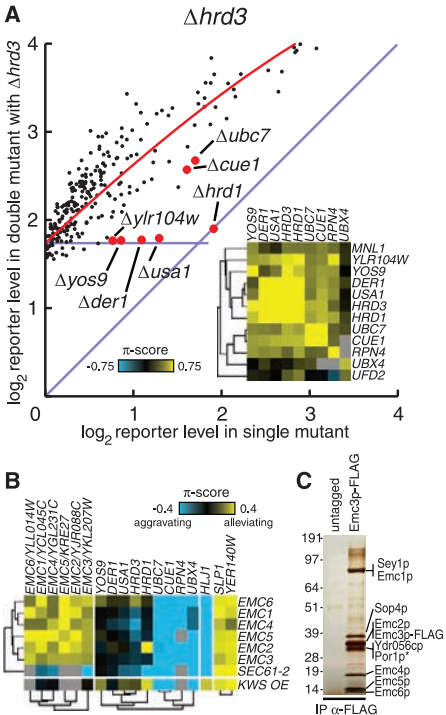 A
Δhrd3
log2 reporter level in double mutant with Δhrd3
4
3
2
1
0
Δubc7
Δcue1
Δhrd1
Δylr104w
Δyos9
Δder1
Δusa1
YOS9
DER1
USA1
HRD3
HRD1
UBC7
CUE1
RPN4
UBX4
MNL1
YLR104W
YOS9
DER1
USA1
HRD3
HRD1
UBC7
CUE1
RPN4
UBX4
UFD2
π-score
-0.75 0.75
0 1 2 3 4
log2 reporter level in single mutant
B
π-score
-0.4 0.4
aggravating alleviating
EMC6/YLL014W
EMC1/YCL045C
EMC4/YGL231C
EMC5/KRE27
EMC2/YJR088C
EMC3/YKL207W
YOS9
DER1
USA1
HRD3
HRD1
UBC7
CUE1
RPN4
UBX4
HLJ1
SLP1
YER140W
EMC6
EMC1
EMC4
EMC5
EMC2
EMC3
SEC61-2
KWS OE
C
untagged
Emc3p-FLAG
191
97
64
51
39
28
19
14
Sey1p
Emc1p
Sop4p
Emc2p
Emc3p-FLAG
Ydr056cp
Por1p*
Emc4p
Emc5p
Emc6p
IP α-FLAG